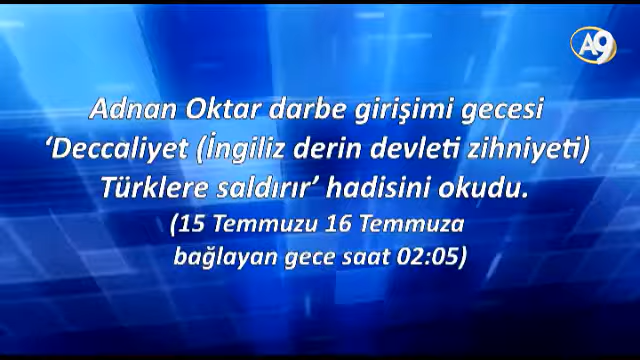 A9
Adnan Oktar darbe girişimi gecesi
‘Deccaliyet (İngiliz derin devleti zihniyeti)
Türklere saldırır’ hadisini okudu.
(15 Temmuzu 16 Temmuza
bağlayan gece saat 02:05)